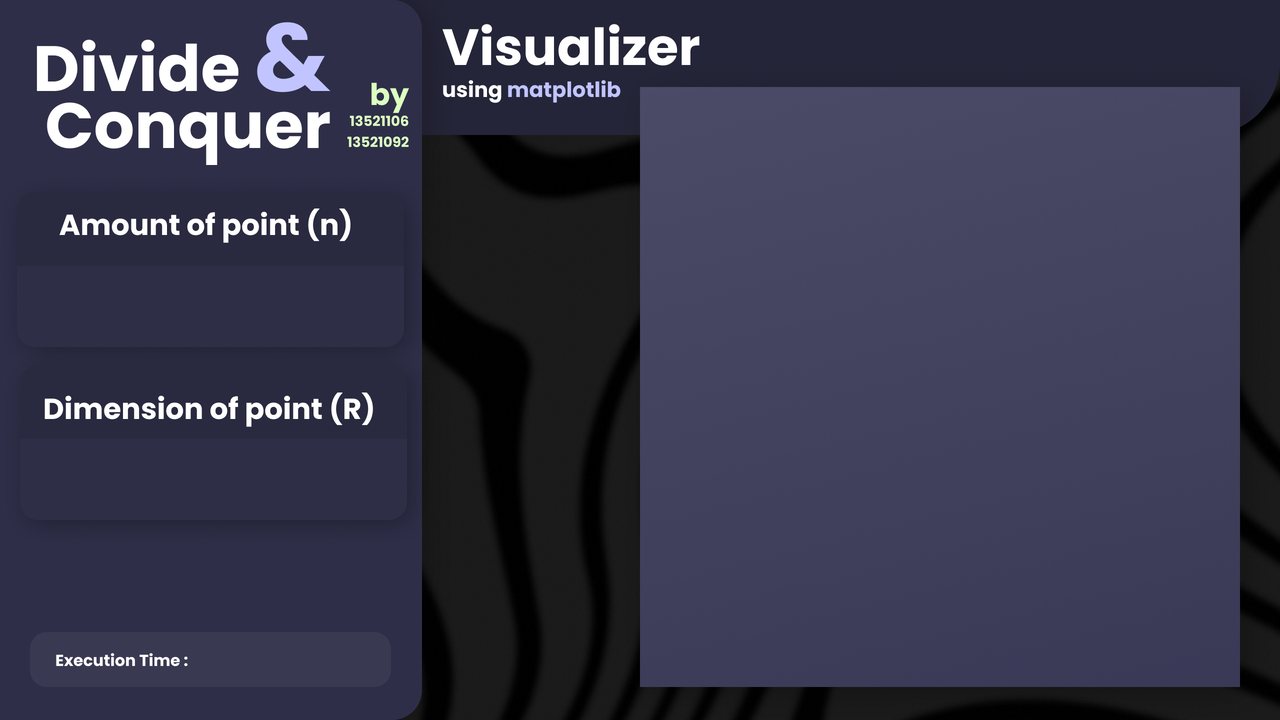 Divide &
Conquer
by
13521106
13521092
Visualizer
using matplotlib
Amount of point (n)
Dimension of point (R)
Execution Time :